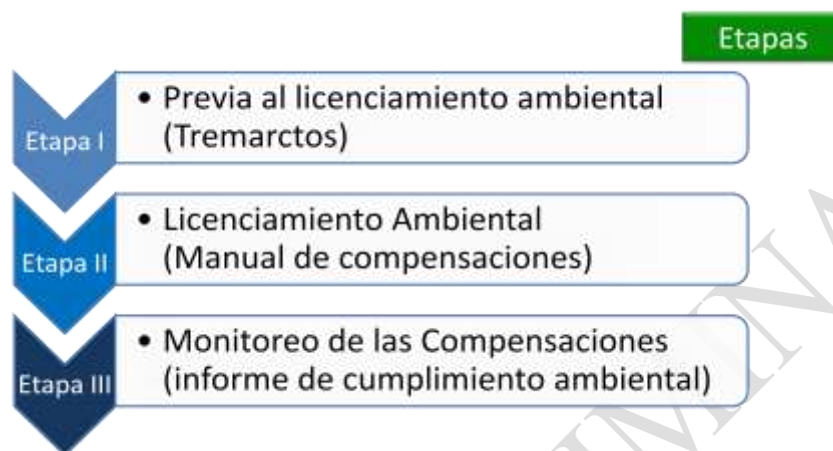 Etapas
Etapa I
• Previa al licenciamiento ambiental
(Tremarctos)
Etapa II
• Licenciamiento Ambiental
(Manual de compensaciones)
Etapa III
• Monitoreo de las Compensaciones
(informe de cumplimiento ambiental)